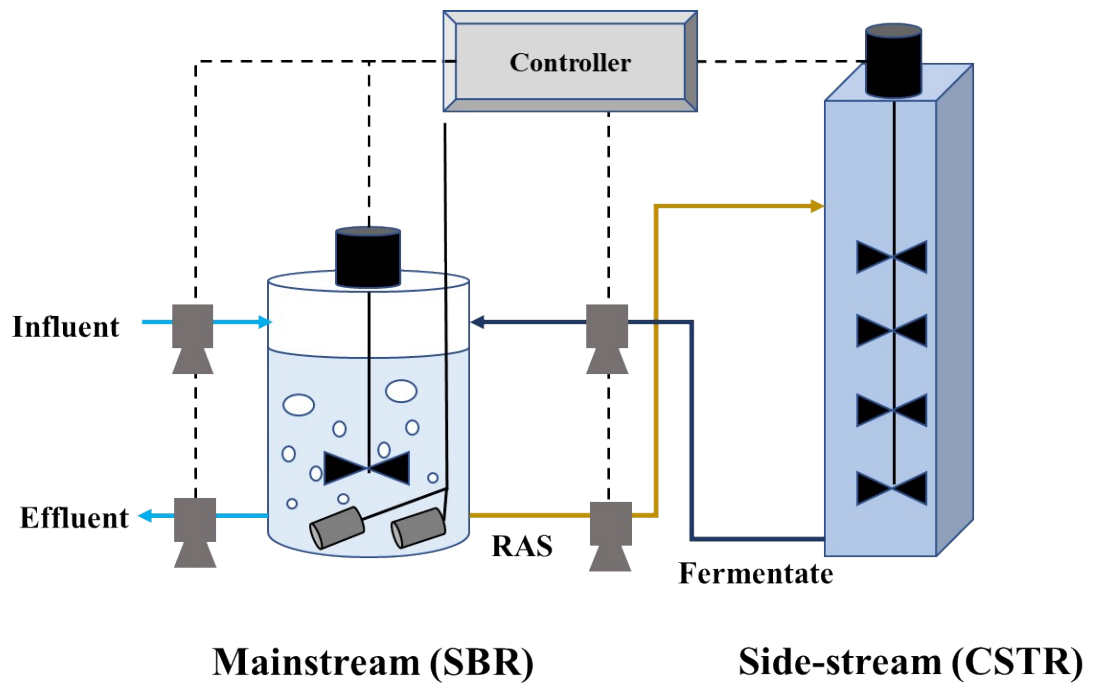 Controller
Influent
Effluent
RAS
Fermentate
Mainstream (SBR)
Side-stream (CSTR)